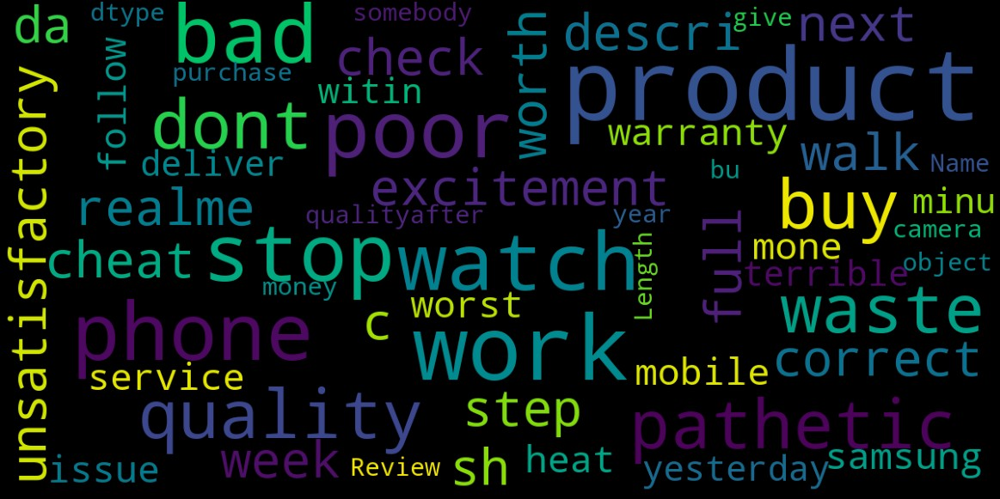 da
dtype
bad
somebody
worth
descri
give
next
follow
purchase
check
witin
product
unsatisfactory
dont
poor
warranty
walk
Name
deliver
excitement
bu
buy
minu
realme
qualityafter
year
full
camera
cheat
stop
watch
Length
mone
terrible
object
money
worst
waste
phone
c
work
mobile
correct
service
quality
step
pathetic
issue
week
Review
sh
heat
yesterday
samsung